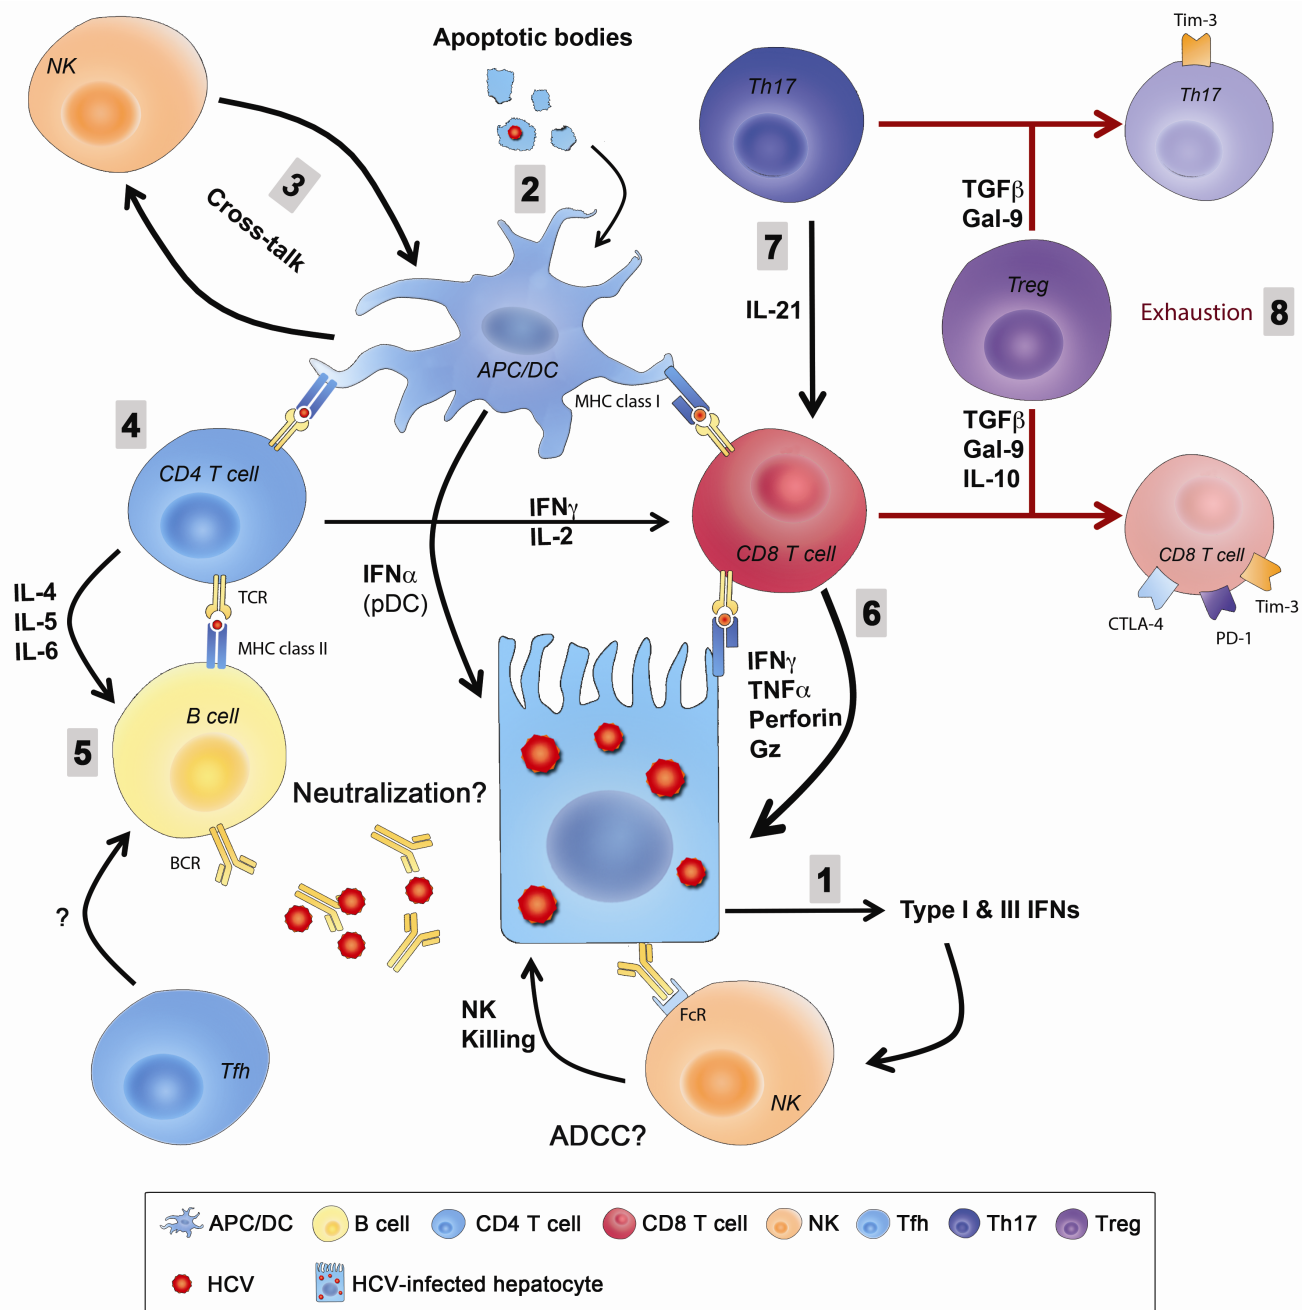 Tim-3
Apoptotic bodies
NK
Th17
Th17
2
3
Cross-talk
TGFβ
Gal-9
7
IL-21
Treg
Exhaustion
8
APC/DC
MHC class I
4
CD4 T cell
TGFβ
Gal-9
IL-10
IFNγ
IL-2
CD8 T cell
CD8 T cell
IFNα
(pDC)
IL-4
IL-5
IL-6
TCR
MHC class II
6
CTLA-4
PD-1
Tim-3
IFNγ
TNFα
Perforin
Gz
B cell
5
Neutralization?
BCR
1
Type I & III IFNs
?
NK
Killing
FcR
Tfh
NK
ADCC?
APC/DC
B cell
CD4 T cell
CD8 T cell
NK
Tfh
Th17
Treg
HCV
HCV-infected hepatocyte